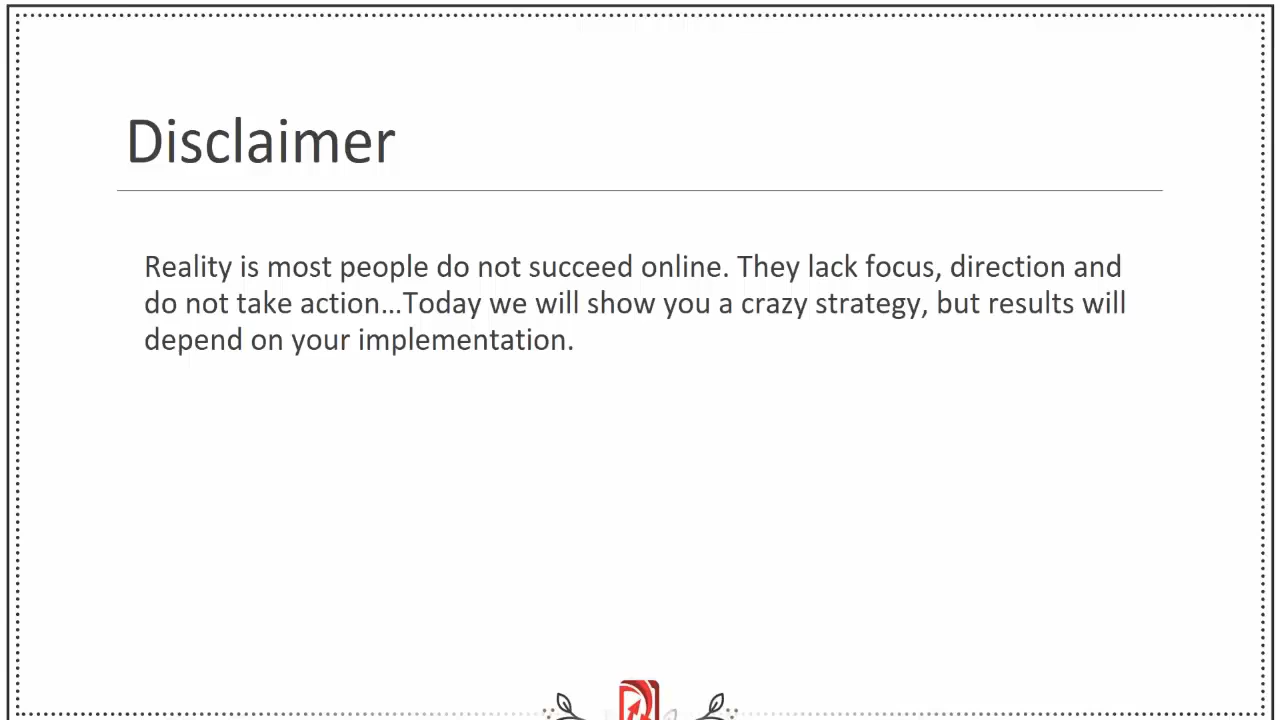 Disclaimer
Reality is most people do not succeed online. They lack focus, direction and
do not take action...Today we will show you a crazy strategy, but results will
depend on your implementation.